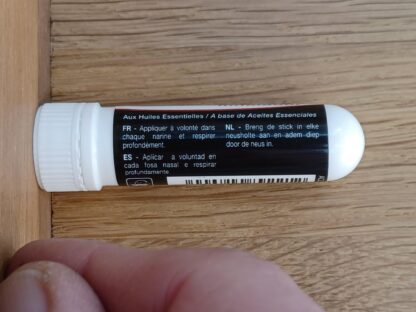 Aux Huiles Essentielles / A base de Aceites Essenciales
FR - Appliquer à volonté dans
chaque narine et respirer
profondément.
ES - Aplicar a voluntad en
cada fosa nasal e respirar
profundamente.
NL - Breng de stick in elke
neusholte aan en adem diep
door de neus in.